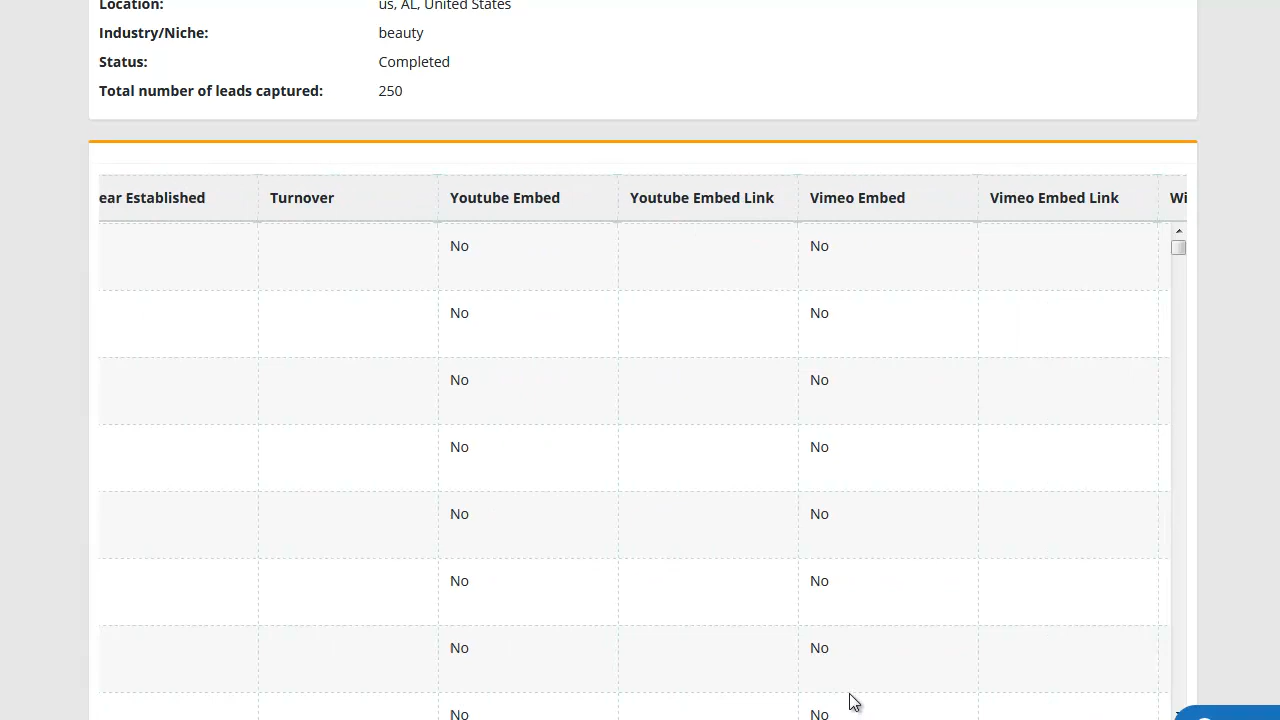 Location: us, AL, United States
Industry/Niche: beauty
Status: Completed
Total number of leads captured: 250
ear Established Turnover Youtube Embed Youtube Embed Link Vimeo Embed Vimeo Embed Link Wi
No No
No No
No No
No No
No No
No No
No No
No No